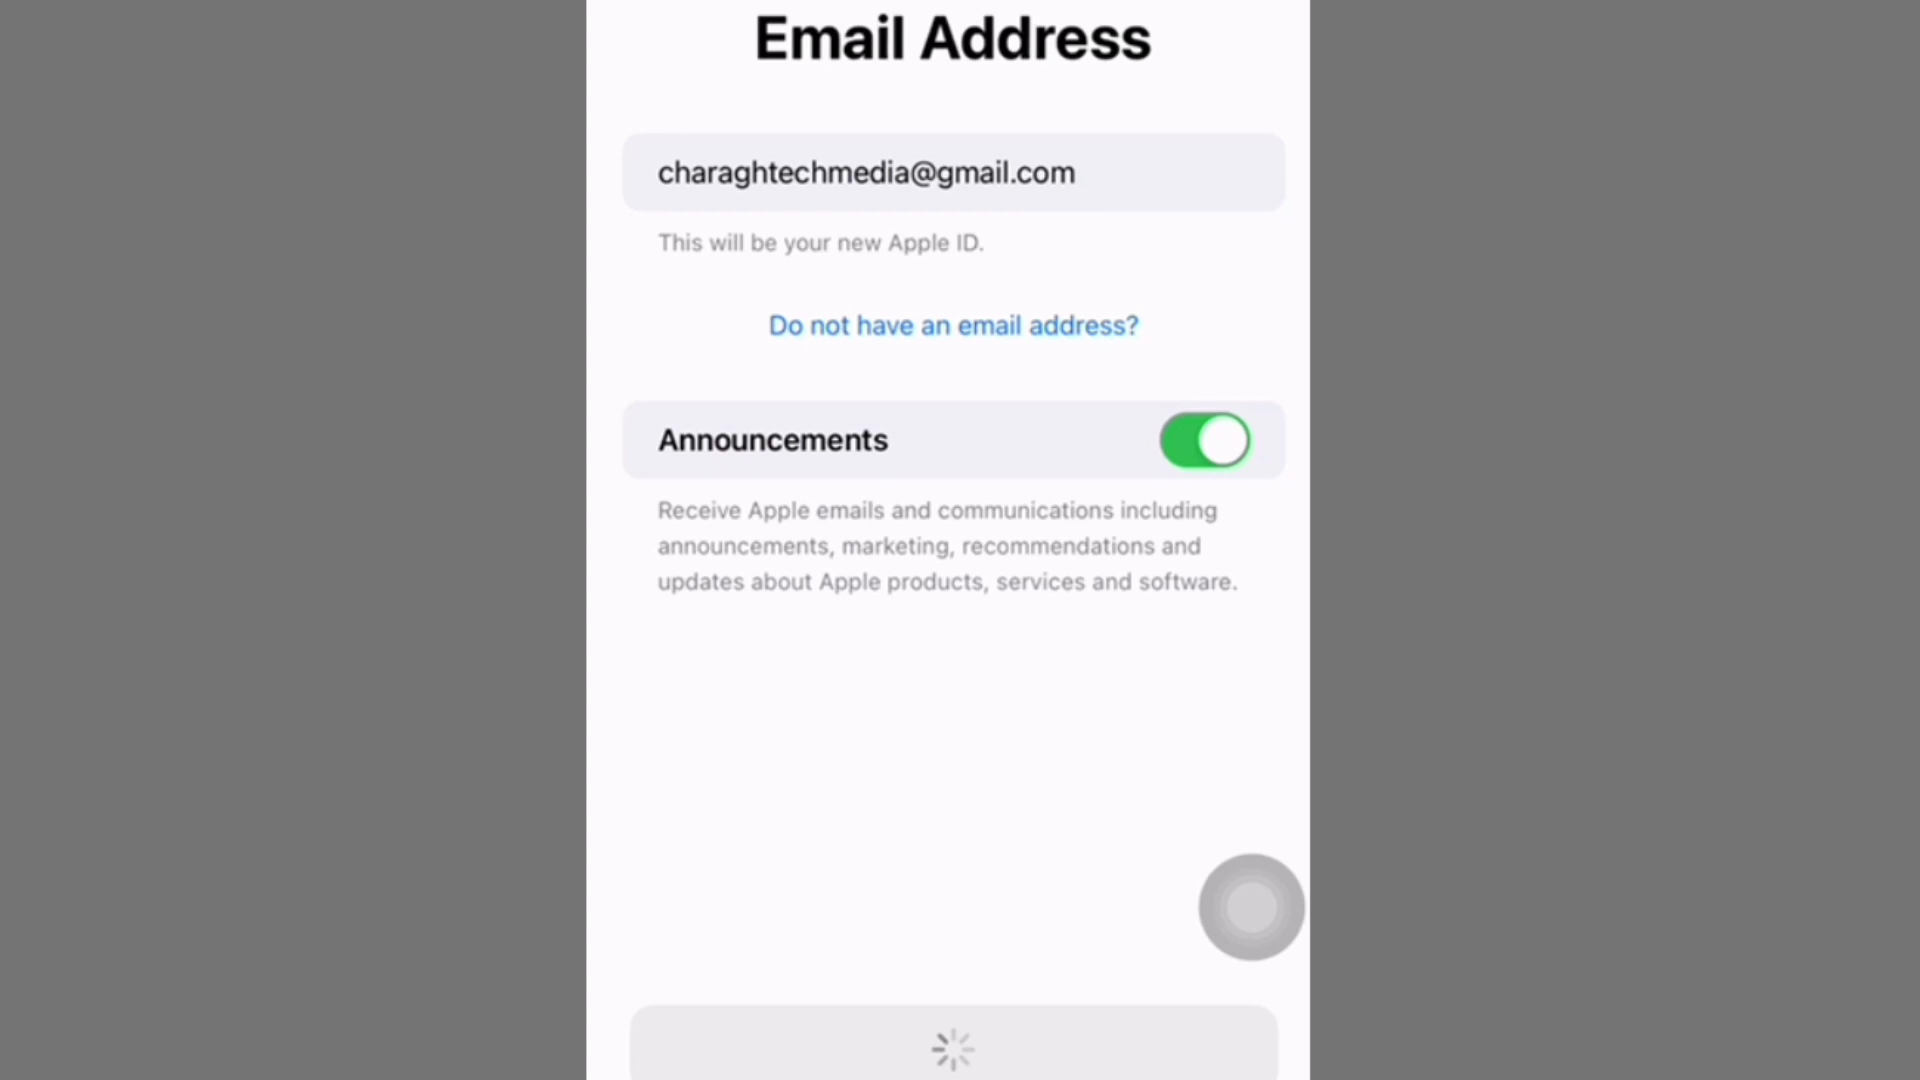 Email Address
charaghtechmedia@gmail.com
This will be your new Apple ID.
Do not have an email address?
Announcements
Receive Apple emails and communications including
announcements, marketing, recommendations and
updates about Apple products, services and software.